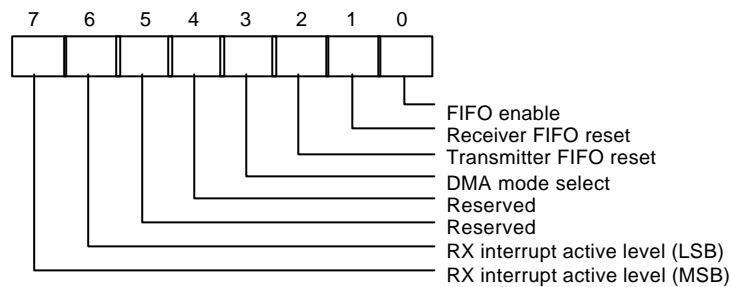 7 6 5 4 3 2 1 0
FIFO enable
Receiver FIFO reset
Transmitter FIFO reset
DMA mode select
Reserved
Reserved
RX interrupt active level (LSB)
RX interrupt active level (MSB)